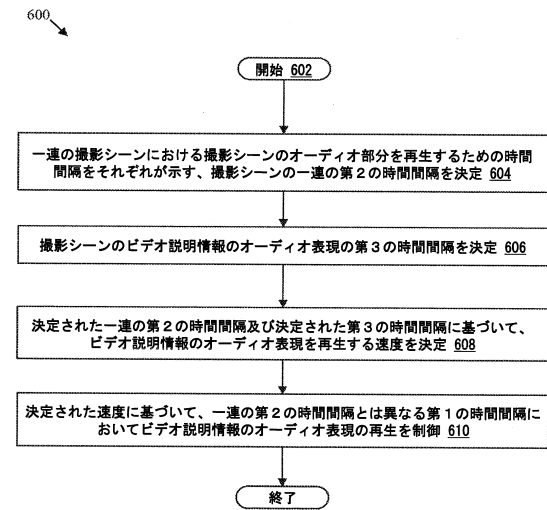 600
開始 602
一連の撮影シーンにおける撮影シーンのオーディオ部分を再生するための時間
間隔をそれぞれが示す、撮影シーンの一連の第2の時間間隔を決定 604
撮影シーンのビデオ説明情報のオーディオ表現の第3の時間間隔を決定 606
決定された一連の第2の時間間隔及び決定された第3の時間間隔に基づいて、
ビデオ説明情報のオーディオ表現を再生する速度を決定 608
決定された速度に基づいて、一連の第2の時間間隔とは異なる第1の時間間隔に
おいてビデオ説明情報のオーディオ表現の再生を制御 610
終了